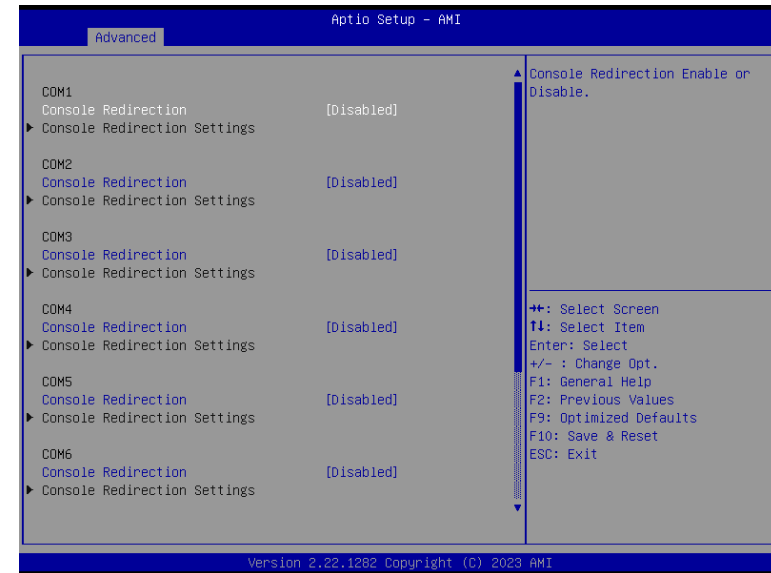 Aptio Setup – AMI
Advanced
COM1
Console Redirection [Disabled]
Console Redirection Settings
COM2
Console Redirection [Disabled]
Console Redirection Settings
COM3
Console Redirection [Disabled]
Console Redirection Settings
COM4
Console Redirection [Disabled]
Console Redirection Settings
COM5
Console Redirection [Disabled]
Console Redirection Settings
COM6
Console Redirection [Disabled]
Console Redirection Settings
Console Redirection Enable or
Disable.
→←: Select Screen
↑↓: Select Item
Enter: Select
+/- : Change Opt.
F1: General Help
F2: Previous Values
F9: Optimized Defaults
F10: Save & Reset
ESC: Exit
Version 2.22.1282 Copyright (C) 2023 AMI